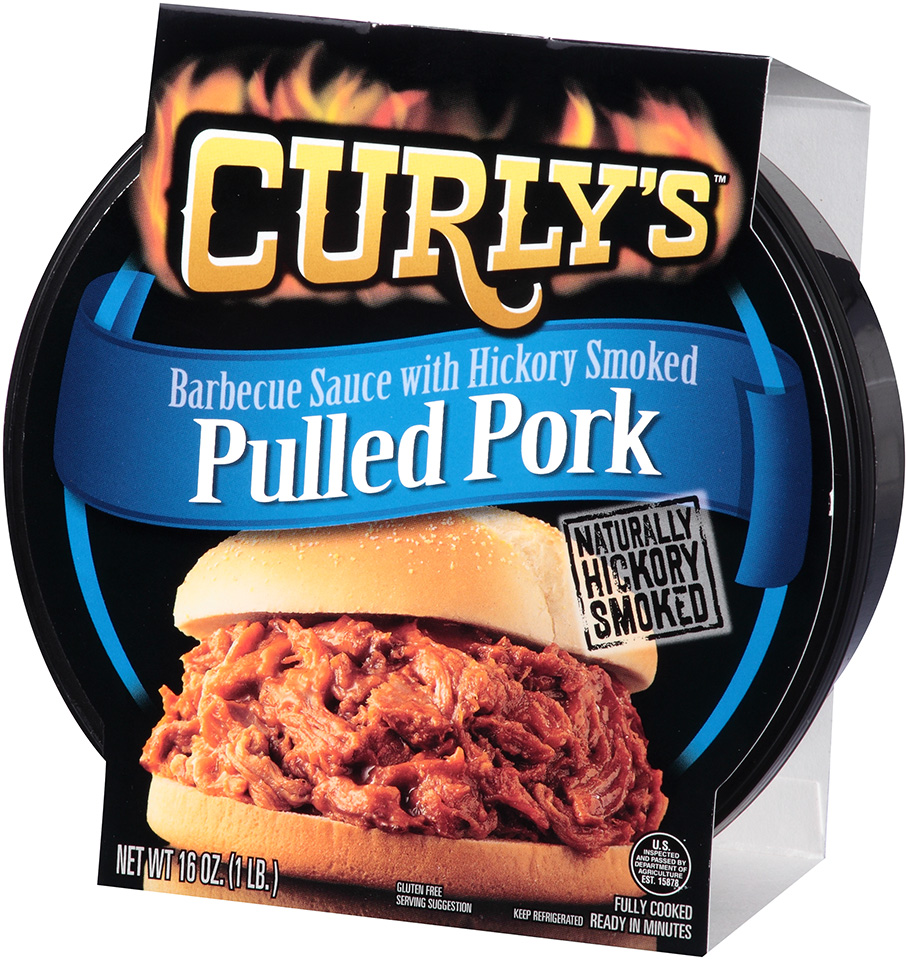 CURLY'S™
Barbecue Sauce with Hickory Smoked
Pulled Pork
NATURALLY
HICKORY
SMOKED
NET WT 16 OZ. (1 LB.)
GLUTEN FREE
SERVING SUGGESTION
KEEP REFRIGERATED
U.S.
INSPECTED
AND PASSED BY
DEPARTMENT OF
AGRICULTURE
EST. 15878
FULLY COOKED
READY IN MINUTES